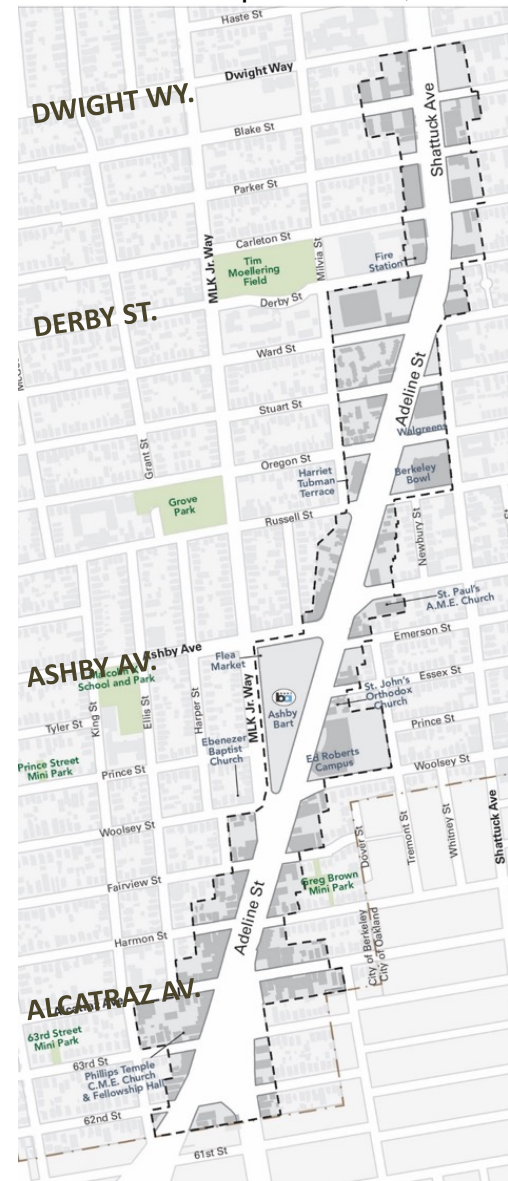 Haste St
Dwight Way
DWIGHT WY.
Shattuck Ave
Blake St
Parker St
Carleton St
MLK Jr. Way
Tim
Moellering
Field
Milvia St
Fire
Station
Derby St
DERBY ST.
Ward St
Adeline St
Stuart St
Walgreens
Grant St
Oregon St
Harriet
Tubman
Terrace
Berkeley
Bowl
Grove
Park
Russell St
Newbury St
St. Paul's
A.M.E. Church
Emerson St
Ashby Ave
ASHBY AV.
Flea
Market
School and Park
Essex St
MLK Jr. Way
Ashby
Bart
St. John's
Orthodox
Church
King St
Ellis St
Harper St
Tyler St
Prince St
Ebenezer
Baptist
Church
Ed Roberts
Campus
Prince Street
Mini Park
Prince St
Woolsey St
Woolsey St
Dover St
Tremont St
Whitney St
Shattuck Ave
Fairview St
Greg Brown
Mini Park
Adeline St
Harmon St
City of Berkeley
City of Oakland
ALCATRAZ AV.
Alcatraz Ave
63rd Street
Mini Park
63rd St
Phillips Temple
C.M.E. Church
& Fellowship Hall
62nd St
61st St